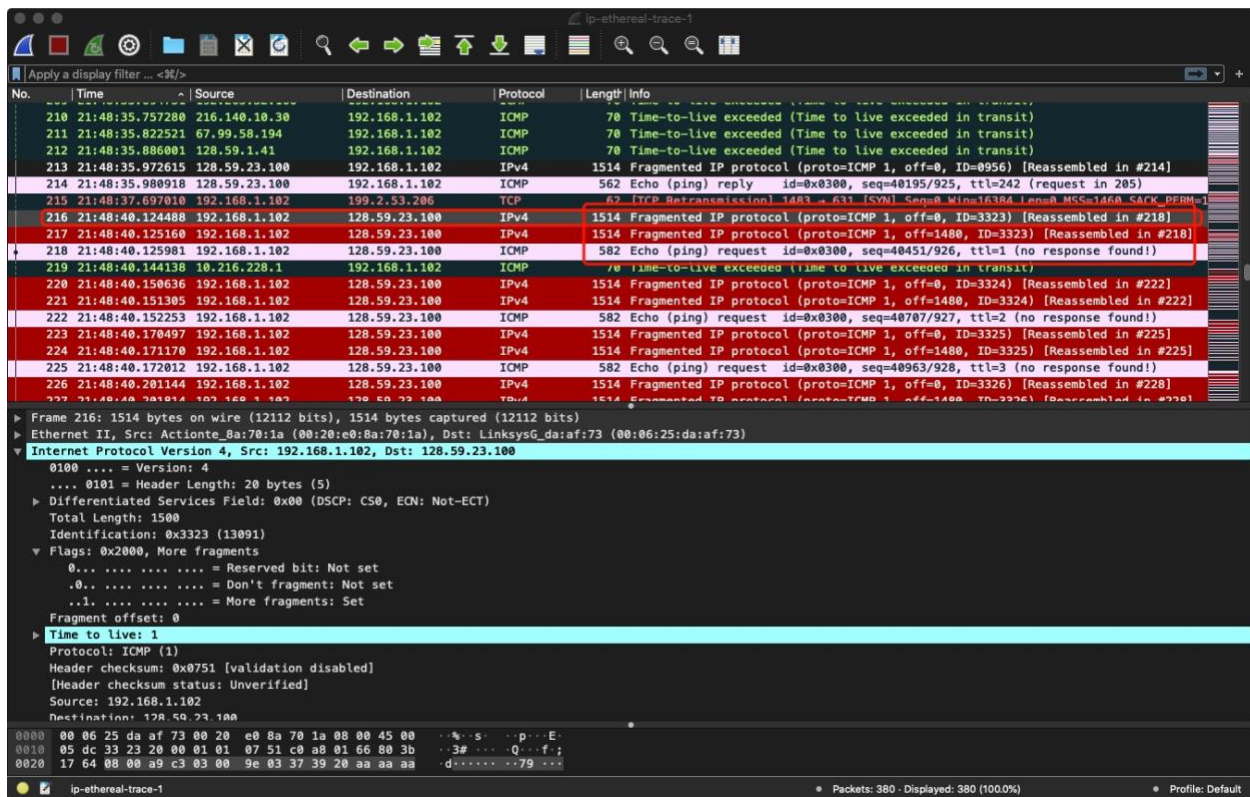 ip-ethereal-trace-1
Apply a display filter ... <⌘/>
No. Time Source Destination Protocol Length Info
210 21:48:35.757280 216.140.10.30 192.168.1.102 ICMP 70 Time-to-live exceeded (Time to live exceeded in transit)
211 21:48:35.822521 67.99.58.194 192.168.1.102 ICMP 70 Time-to-live exceeded (Time to live exceeded in transit)
212 21:48:35.886001 128.59.1.41 192.168.1.102 ICMP 70 Time-to-live exceeded (Time to live exceeded in transit)
213 21:48:35.972615 128.59.23.100 192.168.1.102 IPv4 1514 Fragmented IP protocol (proto=ICMP 1, off=0, ID=0956) [Reassembled in #214]
214 21:48:35.980918 128.59.23.100 192.168.1.102 ICMP 562 Echo (ping) reply id=0x0300, seq=40195/925, ttl=242 (request in 205)
215 21:48:37.697010 192.168.1.102 199.2.53.206 TCP 62 [TCP Retransmission] 1483 → 631 [SYN] Seq=0 Win=16384 Len=0 MSS=1460 SACK_PERM=1
216 21:48:40.124488 192.168.1.102 128.59.23.100 IPv4 1514 Fragmented IP protocol (proto=ICMP 1, off=0, ID=3323) [Reassembled in #218]
217 21:48:40.125160 192.168.1.102 128.59.23.100 IPv4 1514 Fragmented IP protocol (proto=ICMP 1, off=1480, ID=3323) [Reassembled in #218]
218 21:48:40.125981 192.168.1.102 128.59.23.100 ICMP 582 Echo (ping) request id=0x0300, seq=40451/926, ttl=1 (no response found!)
219 21:48:40.144138 10.216.228.1 192.168.1.102 ICMP 70 Time-to-live exceeded (Time to live exceeded in transit)
220 21:48:40.150636 192.168.1.102 128.59.23.100 IPv4 1514 Fragmented IP protocol (proto=ICMP 1, off=0, ID=3324) [Reassembled in #222]
221 21:48:40.151305 192.168.1.102 128.59.23.100 IPv4 1514 Fragmented IP protocol (proto=ICMP 1, off=1480, ID=3324) [Reassembled in #222]
222 21:48:40.152253 192.168.1.102 128.59.23.100 ICMP 582 Echo (ping) request id=0x0300, seq=40707/927, ttl=2 (no response found!)
223 21:48:40.170497 192.168.1.102 128.59.23.100 IPv4 1514 Fragmented IP protocol (proto=ICMP 1, off=0, ID=3325) [Reassembled in #225]
224 21:48:40.171170 192.168.1.102 128.59.23.100 IPv4 1514 Fragmented IP protocol (proto=ICMP 1, off=1480, ID=3325) [Reassembled in #225]
225 21:48:40.172012 192.168.1.102 128.59.23.100 ICMP 582 Echo (ping) request id=0x0300, seq=40963/928, ttl=3 (no response found!)
226 21:48:40.201144 192.168.1.102 128.59.23.100 IPv4 1514 Fragmented IP protocol (proto=ICMP 1, off=0, ID=3326) [Reassembled in #228]
227 21:48:40.201814 192.168.1.102 128.59.23.100 IPv4 1514 Fragmented IP protocol (proto=ICMP 1, off=1480, ID=3326) [Reassembled in #228]
Frame 216: 1514 bytes on wire (12112 bits), 1514 bytes captured (12112 bits)
Ethernet II, Src: Actionte_8a:70:1a (00:20:e0:8a:70:1a), Dst: LinksysG_da:af:73 (00:06:25:da:af:73)
Internet Protocol Version 4, Src: 192.168.1.102, Dst: 128.59.23.100
0100 .... = Version: 4
.... 0101 = Header Length: 20 bytes (5)
Differentiated Services Field: 0x00 (DSCP: CS0, ECN: Not-ECT)
Total Length: 1500
Identification: 0x3323 (13091)
Flags: 0x2000, More fragments
0... .... .... .... = Reserved bit: Not set
.0.. .... .... .... = Don't fragment: Not set
..1. .... .... .... = More fragments: Set
Fragment offset: 0
Time to live: 1
Protocol: ICMP (1)
Header checksum: 0x0751 [validation disabled]
[Header checksum status: Unverified]
Source: 192.168.1.102
Destination: 128.59.23.100
0000 00 06 25 da af 73 00 20 e0 8a 70 1a 08 00 45 00 ··%··s· ··p···E·
0010 05 dc 33 23 20 00 01 01 07 51 c0 a8 01 66 80 3b ··3# ··· ·Q···f·;
0020 17 64 08 00 a9 c3 03 00 9e 03 37 39 20 aa aa aa ·d······ ··79 ···
ip-ethereal-trace-1 Packets: 380 · Displayed: 380 (100.0%) Profile: Default